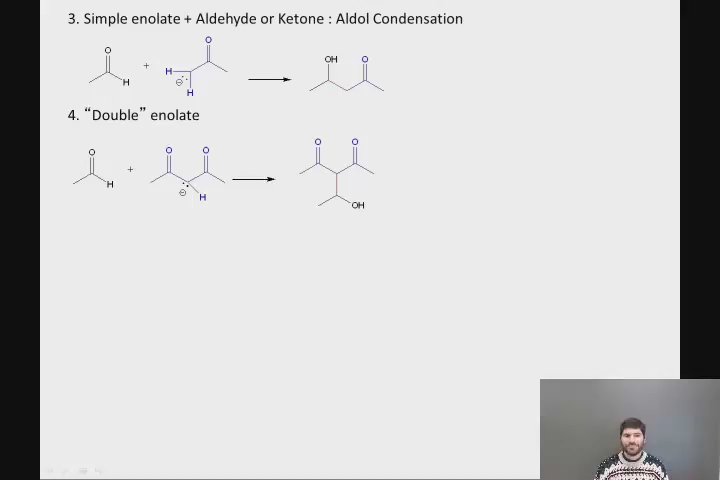 3. Simple enolate + Aldehyde or Ketone : Aldol Condensation
O
H
+
O
H
⊖
H
OH
O
4. “Double” enolate
O
H
+
O O
⊖
H
O O
OH